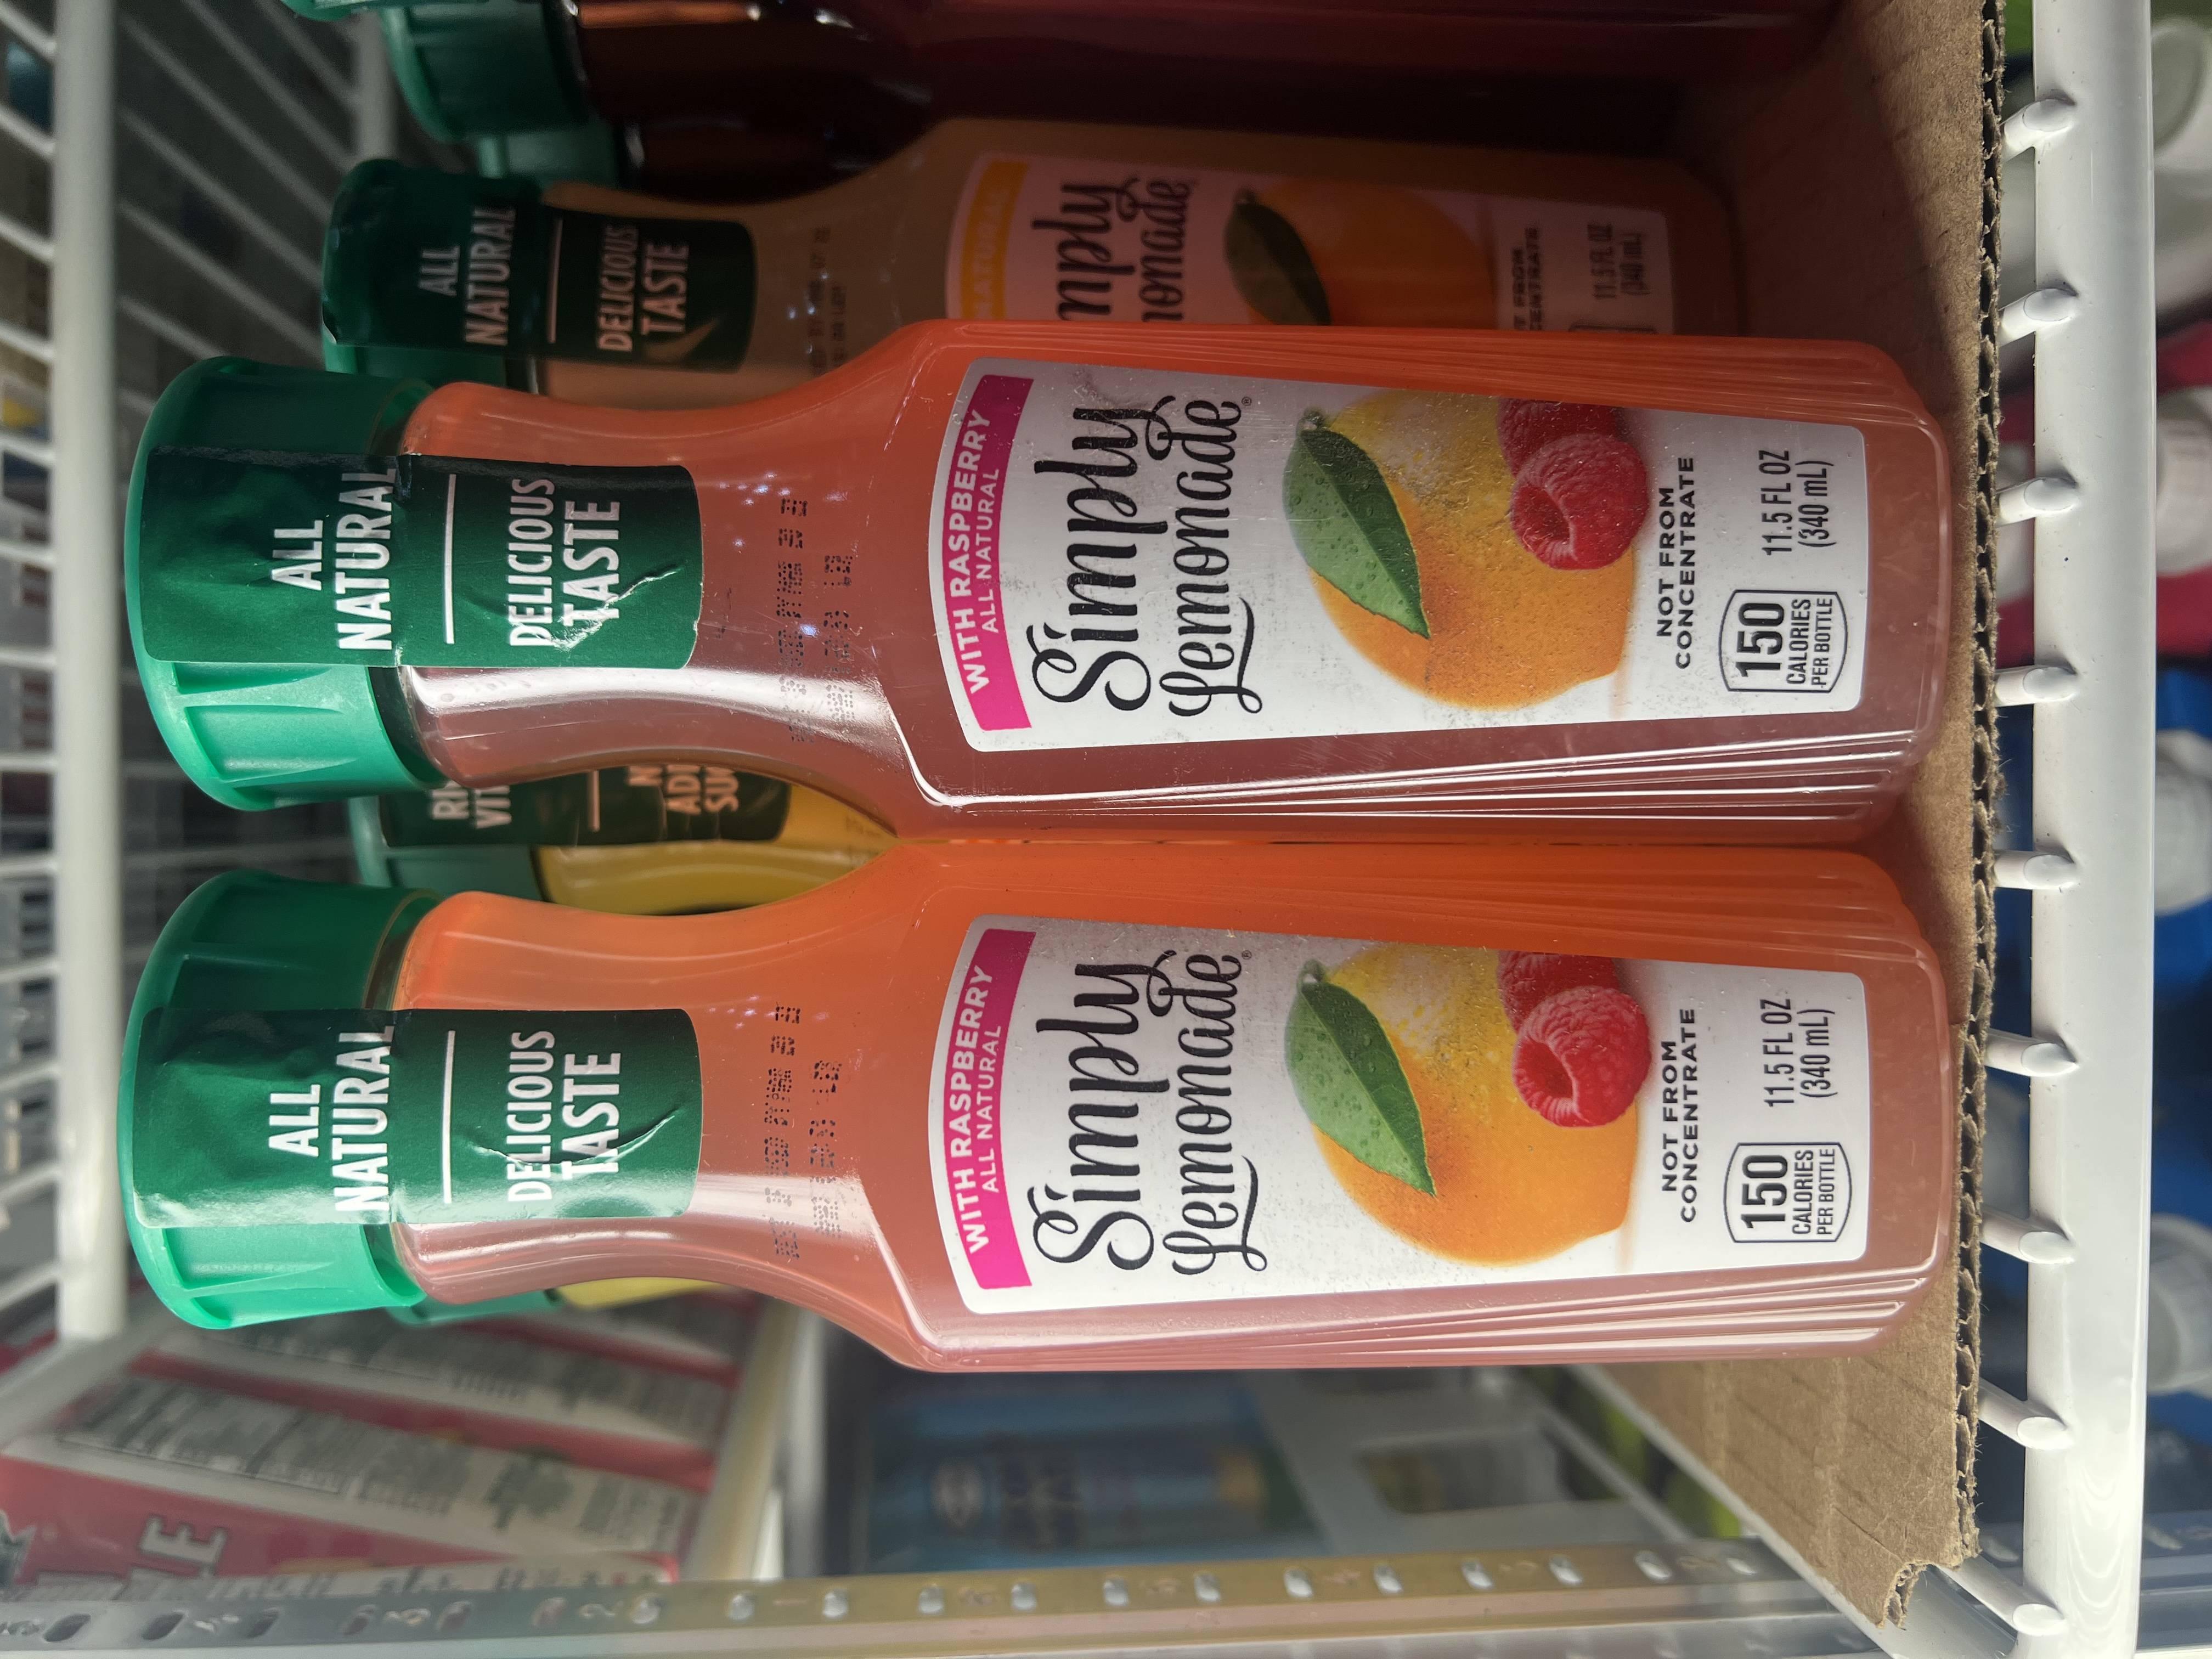 ALL
NATURAL
DELICIOUS
TASTE
WITH RASPBERRY
ALL NATURAL
Simply
Lemonade®
NOT FROM
CONCENTRATE
150
CALORIES
PER BOTTLE
11.5 FL OZ
(340 mL)
ALL
NATURAL
DELICIOUS
TASTE
WITH RASPBERRY
ALL NATURAL
Simply
Lemonade®
NOT FROM
CONCENTRATE
150
CALORIES
PER BOTTLE
11.5 FL OZ
(340 mL)
ALL
NATURAL
DELICIOUS
TASTE
11.5 FL OZ
(340 mL)